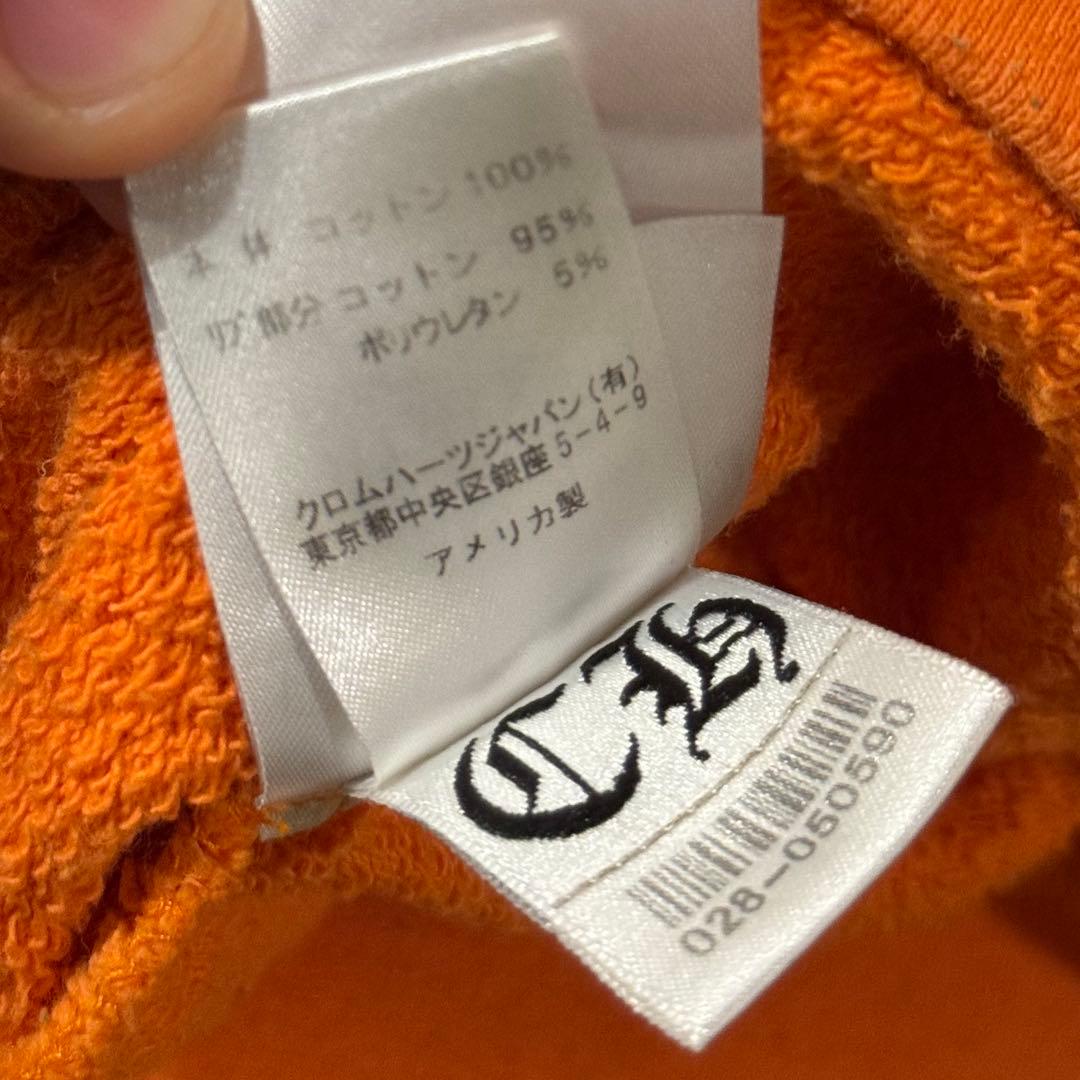 本体 コットン 100%
リブ部分 コットン 95%
ポリウレタン 5%
クロムハーツジャパン(有)
東京都中央区銀座5-4-9
アメリカ製
CH
028-050590